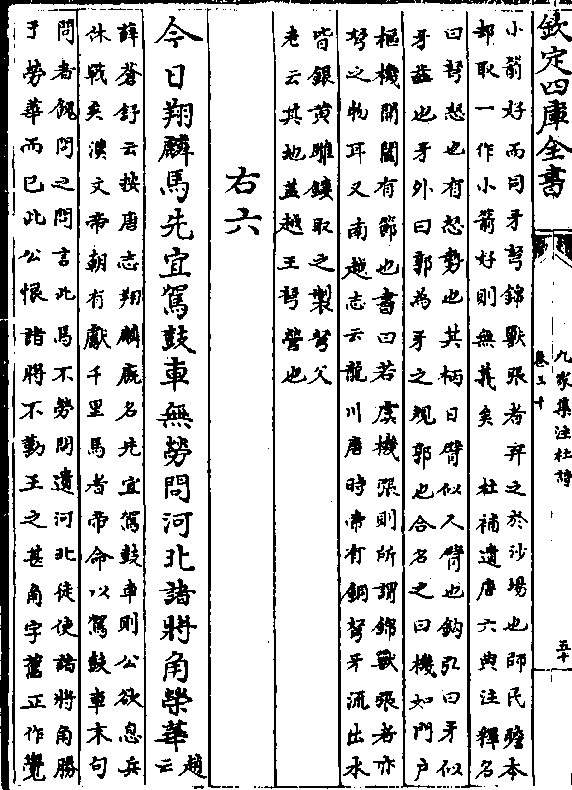 欽定四庫全書
九家集注杜詩
卷三十
五十
小箭好而同牙弩錦獸張者弃之於沙場也師民瞻本
却取一作小箭好則無義矣 杜補遺唐六典注釋名
曰弩怒也有怒勢也其柄曰臂似人臂也鈎引曰牙似
牙齒也牙外曰郭為牙之規郭也合名之曰機如門戶
樞機開闔有節也書曰若虞機張則所謂錦獸張者亦
弩之物耳又南越志云龍川唐時常有銅弩牙流出水
皆銀黄雕鏤取之製弩父
老云其地蓋越王弩營也
右六
今日翔麟馬先宜駕鼓車無勞問河北諸將角榮華 趙云
薛蒼舒云按唐志翔麟廐名先宜駕鼓車則公欲息兵
休戰矣漢文帝朝有獻千里馬者帝命以駕鼓車末句
問者餽問之問言此馬不勞問遺河北徒使諸將角勝
于勞華而已此公恨諸將不勤王之甚角字舊正作覺